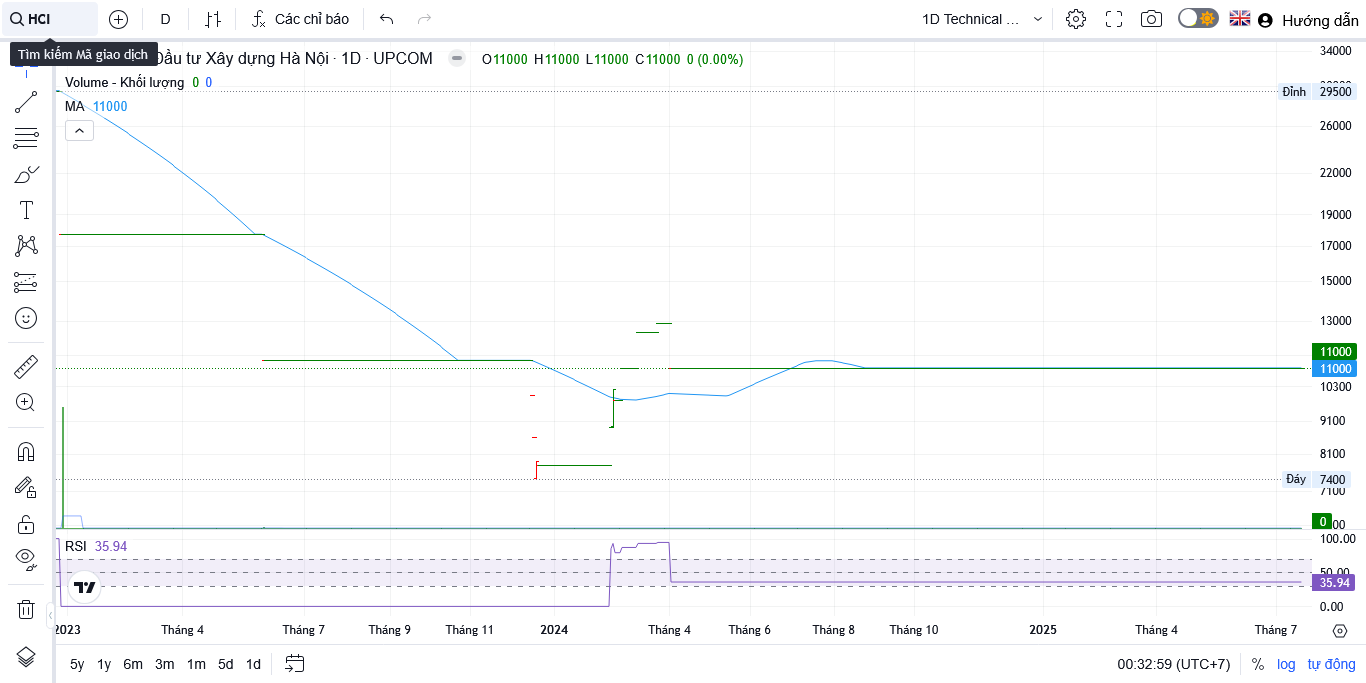 HCI
D
Các chỉ báo
1D Technical ...
Hướng dẫn
Tìm kiếm Mã giao dịch
Đầu tư Xây dựng Hà Nội · 1D · UPCOM
O11000 H11000 L11000 C11000 0 (0.00%)
Volume - Khối lượng 0 0
MA 11000
34000
Đỉnh 29500
26000
22000
19000
17000
15000
13000
11000
11000
10300
9100
8100
Đáy 7400
7100
0
RSI 35.94
100.00
50.00
35.94
0.00
2023 Tháng 4 Tháng 7 Tháng 9 Tháng 11 2024 Tháng 4 Tháng 6 Tháng 8 Tháng 10 2025 Tháng 4 Tháng 7
5y 1y 6m 3m 1m 5d 1d
00:32:59 (UTC+7) % log tự động